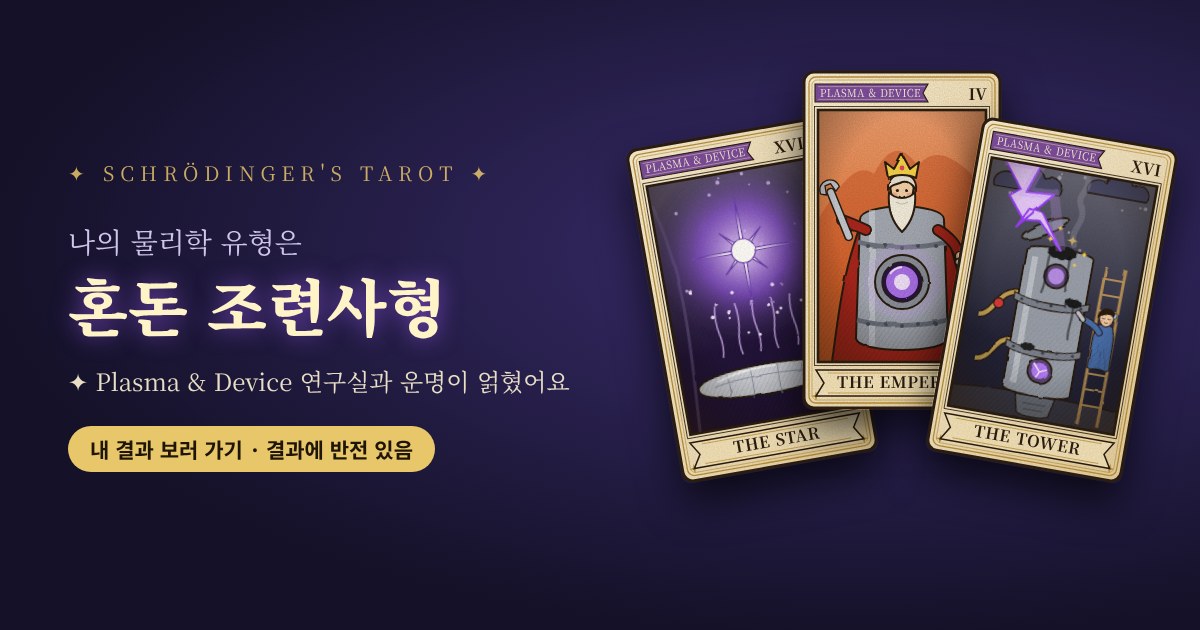 ✦ SCHRÖDINGER'S TAROT ✦
나의 물리학 유형은
혼돈 조련사형
✦ Plasma & Device 연구실과 운명이 얽혔어요
내 결과 보러 가기 · 결과에 반전 있음
PLASMA & DEVICE
THE STAR
PLASMA & DEVICE IV
PLASMA & DEVICE XVI
THE TOWER